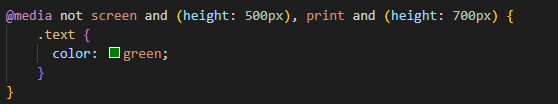 @media not screen and (height: 500px), print and (height: 700px) {
.text {
color: green;
}
}